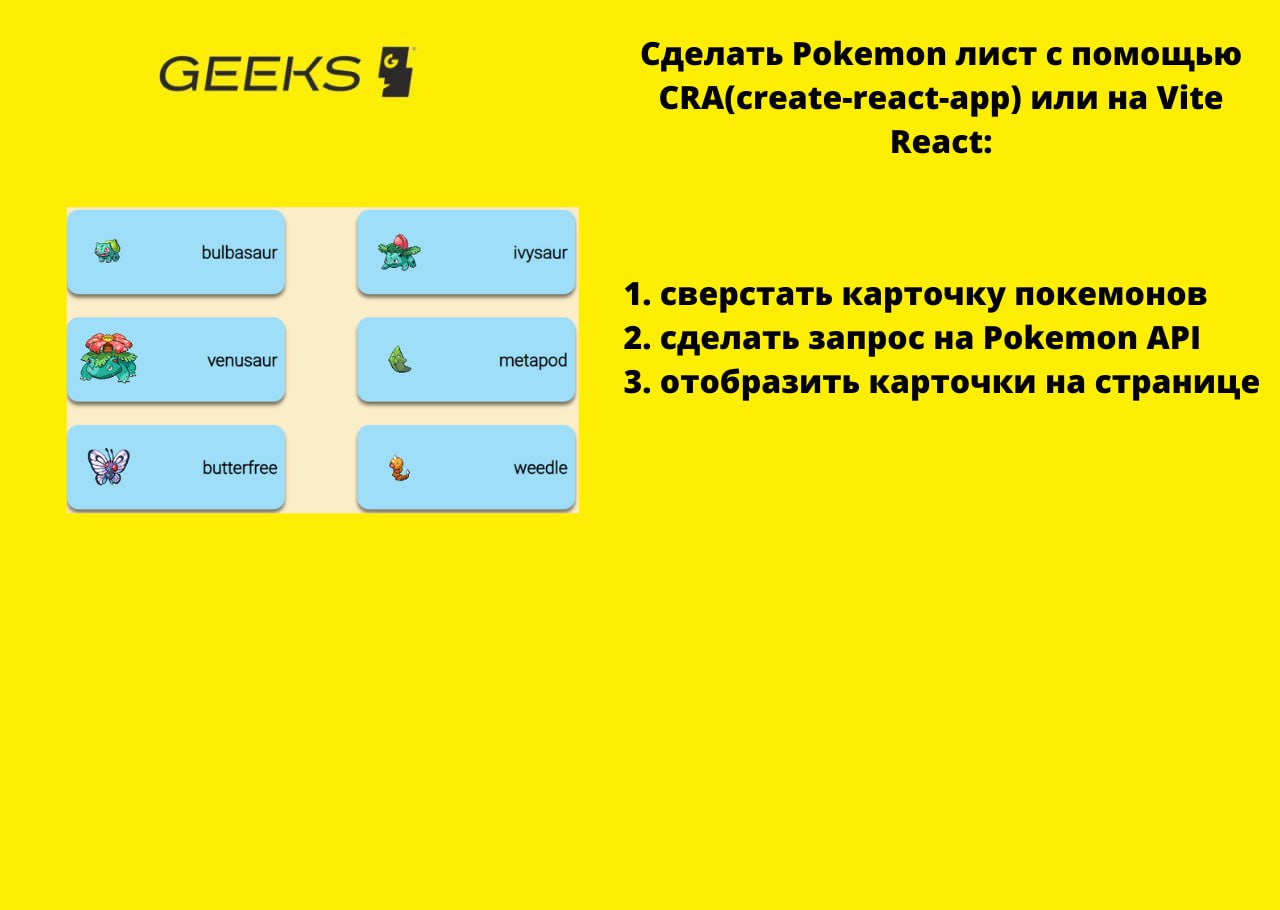 GEEKS
Сделать Pokemon лист с помощью
CRA(create-react-app) или на Vite
React:
bulbasaur
ivysaur
venusaur
metapod
butterfree
weedle
1. сверстать карточку покемонов
2. сделать запрос на Pokemon API
3. отобразить карточки на странице